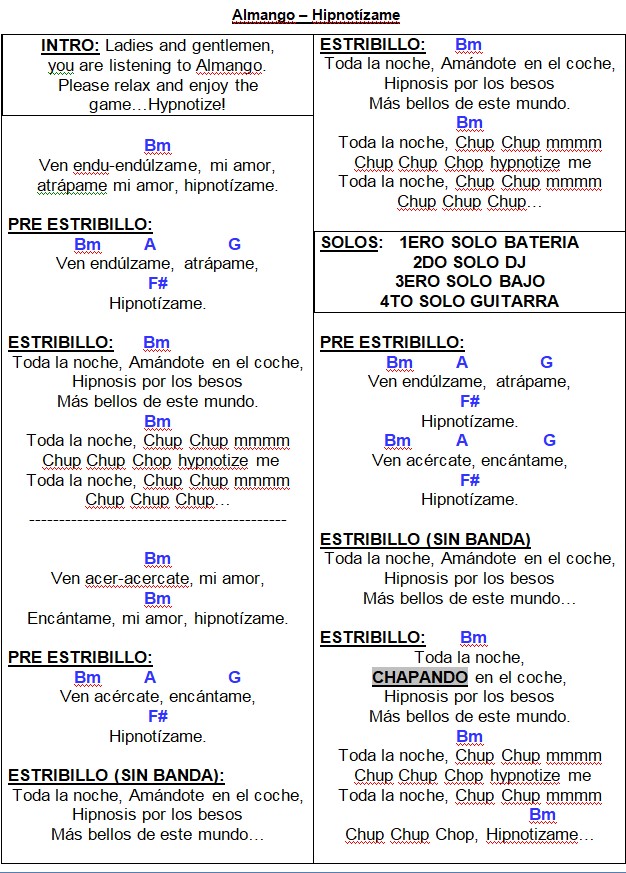 Almango – Hipnotízame
INTRO: Ladies and gentlemen,
you are listening to Almango.
Please relax and enjoy the
game…Hypnotize!
Bm
Ven endu-endúlzame, mi amor,
atrápame mi amor, hipnotízame.
PRE ESTRIBILLO:
Bm A G
Ven endúlzame, atrápame,
F#
Hipnotízame.
ESTRIBILLO: Bm
Toda la noche, Amándote en el coche,
Hipnosis por los besos
Más bellos de este mundo.
Bm
Toda la noche, Chup Chup mmmm
Chup Chup Chop hypnotize me
Toda la noche, Chup Chup mmmm
Chup Chup Chup…
-------------------------------------------
Bm
Ven acer-acercate, mi amor,
Bm
Encántame, mi amor, hipnotízame.
PRE ESTRIBILLO:
Bm A G
Ven acércate, encántame,
F#
Hipnotízame.
ESTRIBILLO (SIN BANDA):
Toda la noche, Amándote en el coche,
Hipnosis por los besos
Más bellos de este mundo…
ESTRIBILLO: Bm
Toda la noche, Amándote en el coche,
Hipnosis por los besos
Más bellos de este mundo.
Bm
Toda la noche, Chup Chup mmmm
Chup Chup Chop hypnotize me
Toda la noche, Chup Chup mmmm
Chup Chup Chup…
SOLOS: 1ERO SOLO BATERIA
2DO SOLO DJ
3ERO SOLO BAJO
4TO SOLO GUITARRA
PRE ESTRIBILLO:
Bm A G
Ven endúlzame, atrápame,
F#
Hipnotízame.
Bm A G
Ven acércate, encántame,
F#
Hipnotízame.
ESTRIBILLO (SIN BANDA)
Toda la noche, Amándote en el coche,
Hipnosis por los besos
Más bellos de este mundo…
ESTRIBILLO: Bm
Toda la noche,
CHAPANDO en el coche,
Hipnosis por los besos
Más bellos de este mundo.
Bm
Toda la noche, Chup Chup mmmm
Chup Chup Chop hypnotize me
Toda la noche, Chup Chup mmmm
Bm
Chup Chup Chop, Hipnotizame…